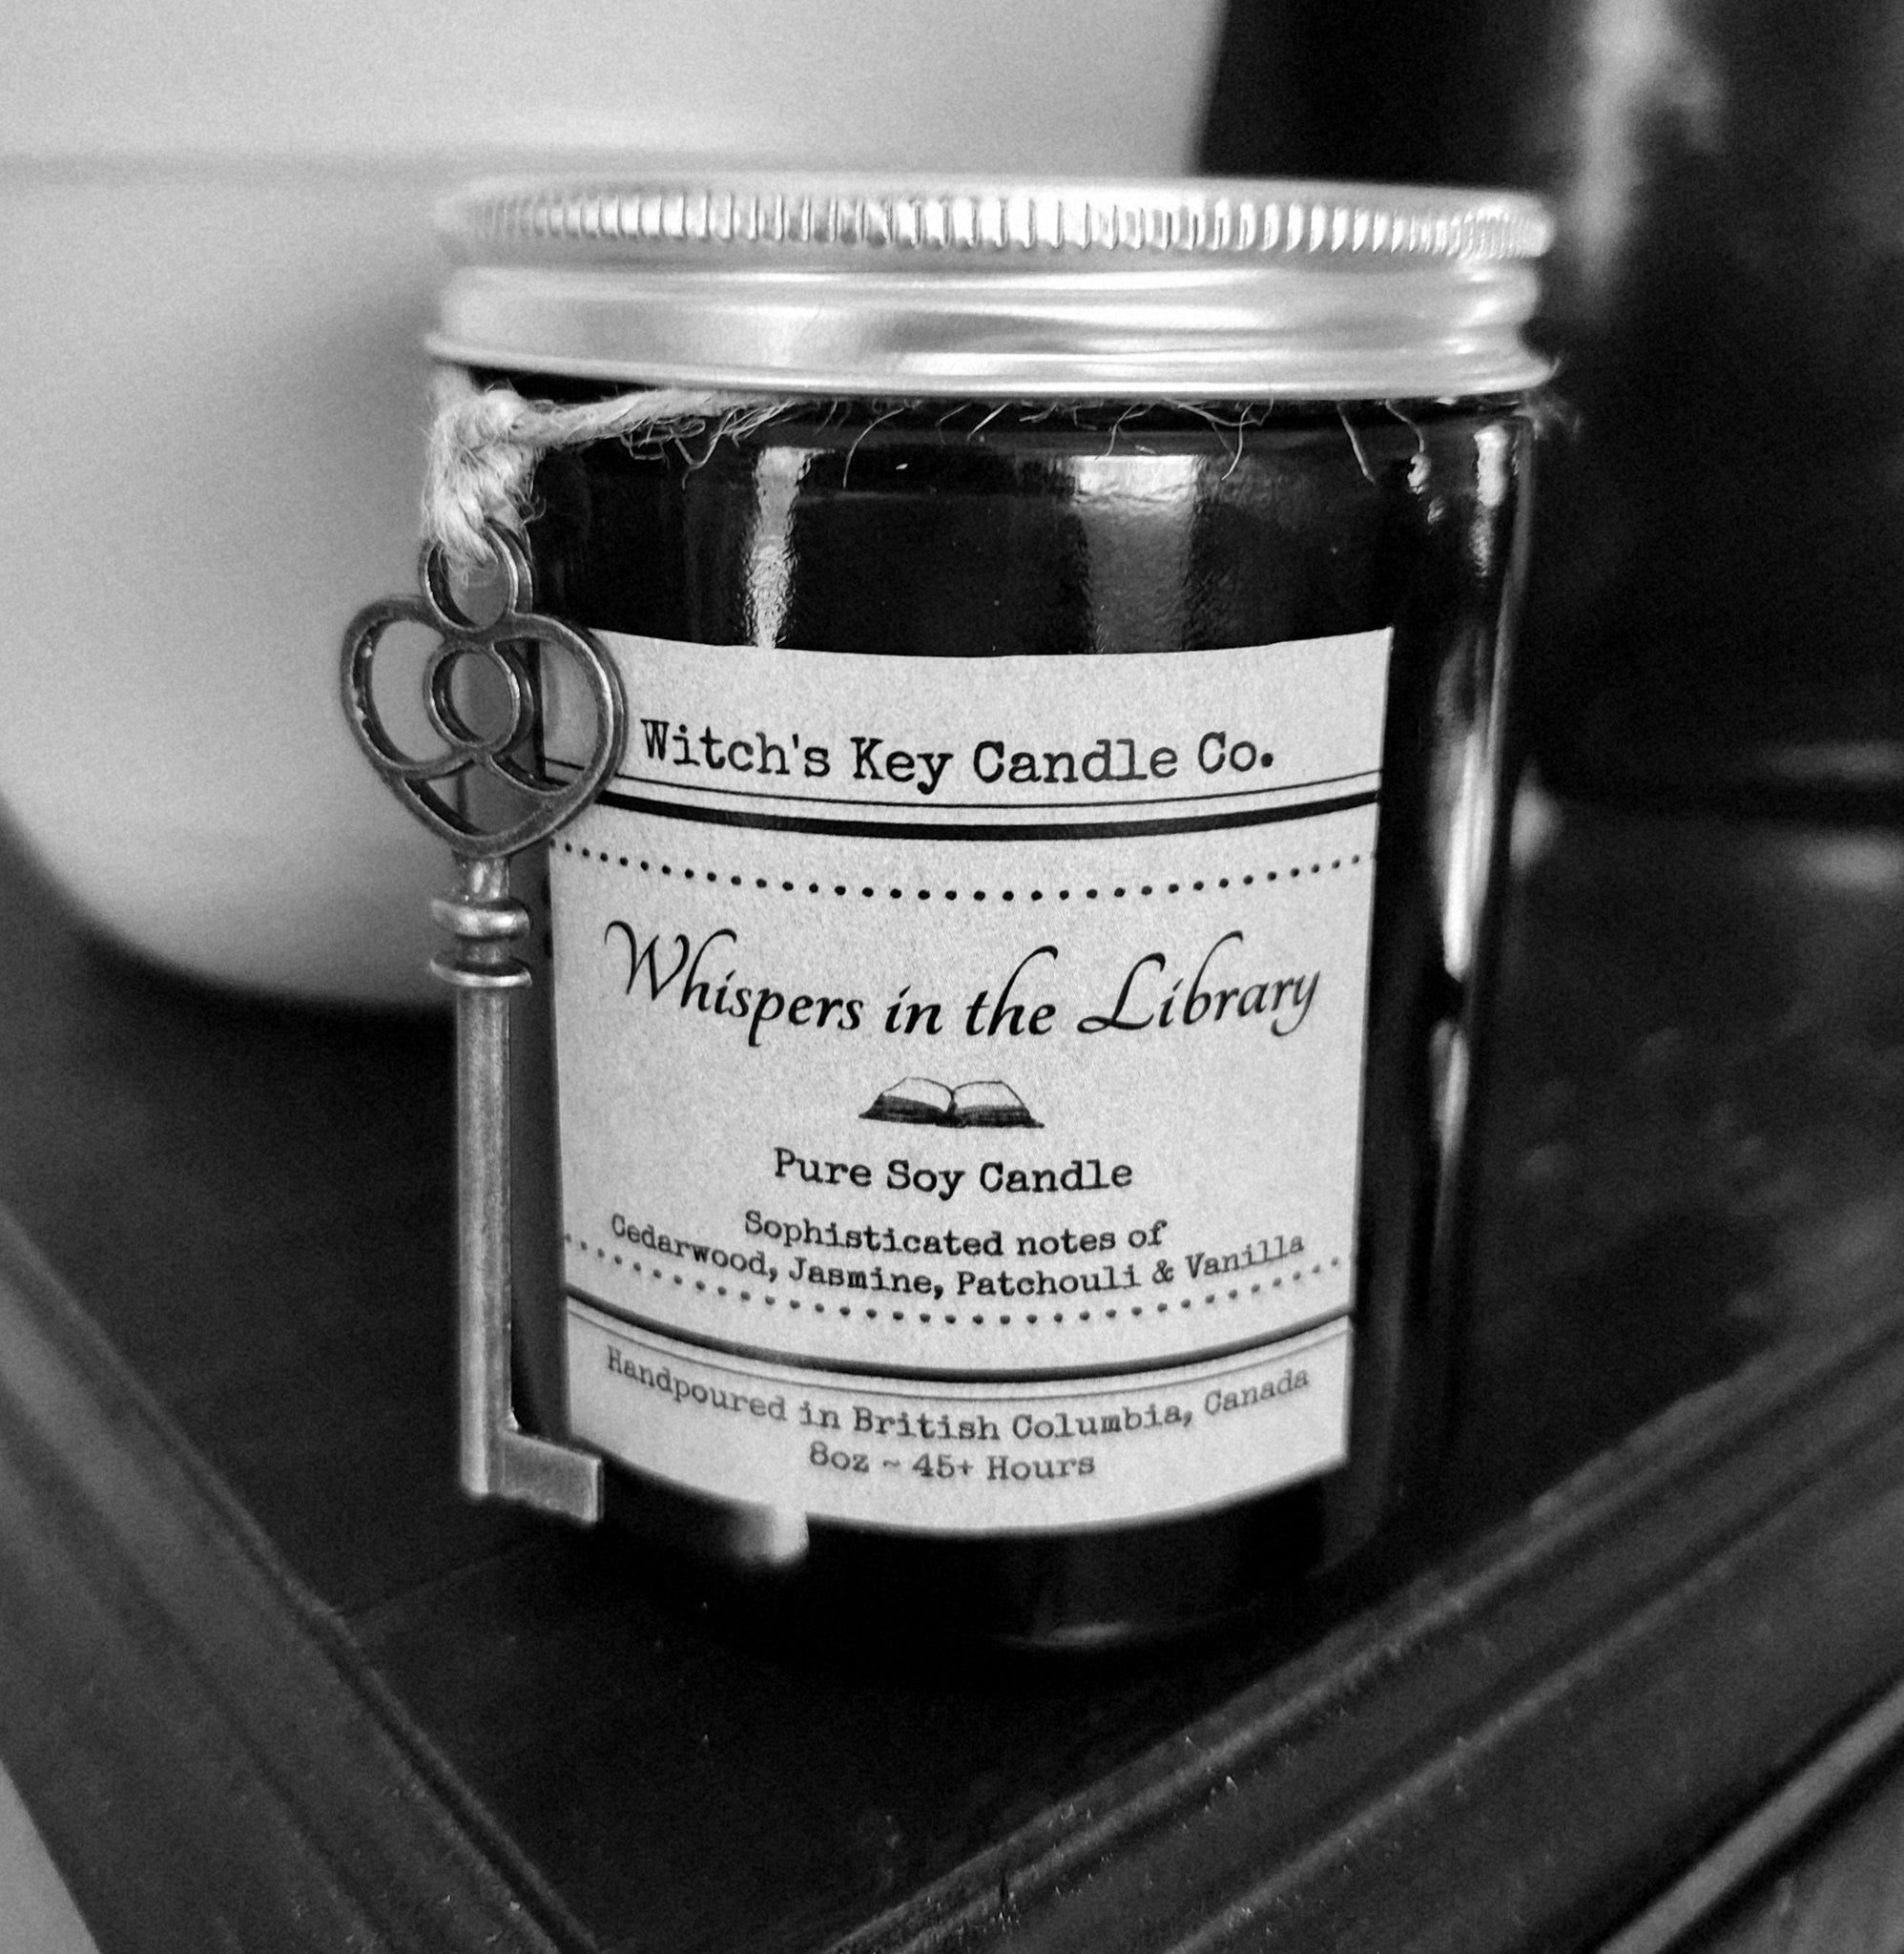 Witch's Key Candle Co.
Whispers in the Library
Pure Soy Candle
Sophisticated notes of
Cedarwood, Jasmine, Patchouli & Vanilla
Handpoured in British Columbia, Canada
8oz ~ 45+ Hours